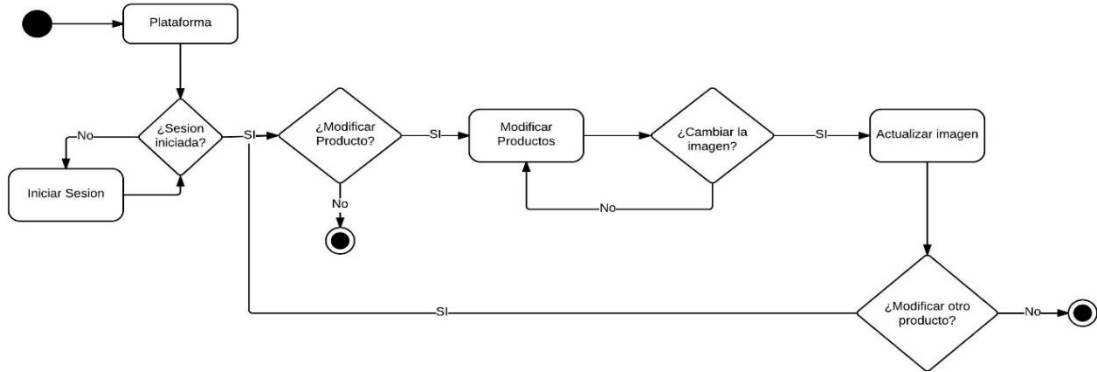 Plataforma
¿Sesion
iniciada?
No
Iniciar Sesion
SI
¿Modificar
Producto?
No
SI
Modificar
Productos
¿Cambiar la
imagen?
No
SI
Actualizar imagen
¿Modificar otro
producto?
SI
No